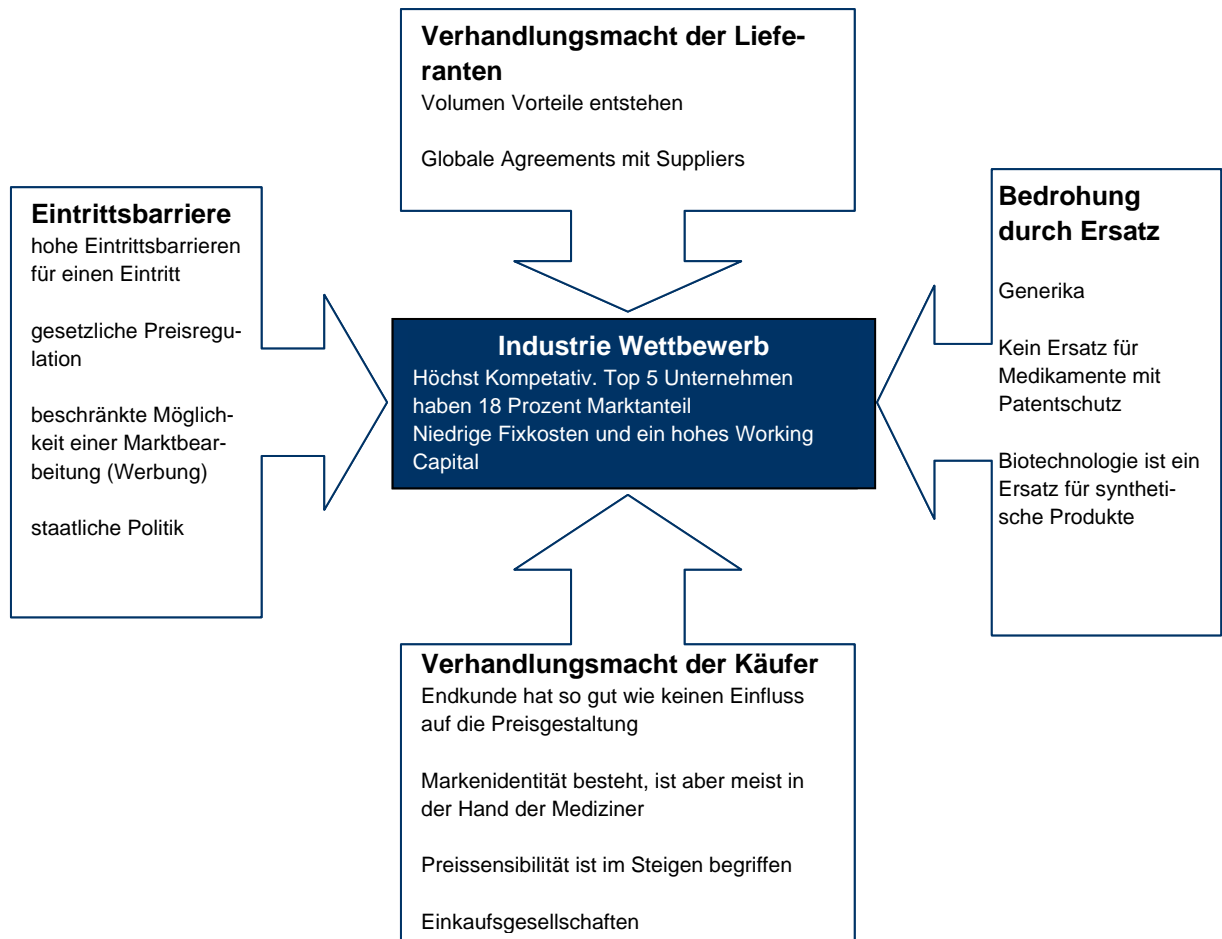 Verhandlungsmacht der Liefe-
ranten
Volumen Vorteile entstehen
Globale Agreements mit Suppliers
Eintrittsbarriere
hohe Eintrittsbarrieren
für einen Eintritt
gesetzliche Preisregu-
lation
beschränkte Möglich-
keit einer Marktbear-
beitung (Werbung)
staatliche Politik
Industrie Wettbewerb
Höchst Kompetativ. Top 5 Unternehmen
haben 18 Prozent Marktanteil
Niedrige Fixkosten und ein hohes Working
Capital
Bedrohung
durch Ersatz
Generika
Kein Ersatz für
Medikamente mit
Patentschutz
Biotechnologie ist ein
Ersatz für syntheti-
sche Produkte
Verhandlungsmacht der Käufer
Endkunde hat so gut wie keinen Einfluss
auf die Preisgestaltung
Markenidentität besteht, ist aber meist in
der Hand der Mediziner
Preissensibilität ist im Steigen begriffen
Einkaufsgesellschaften